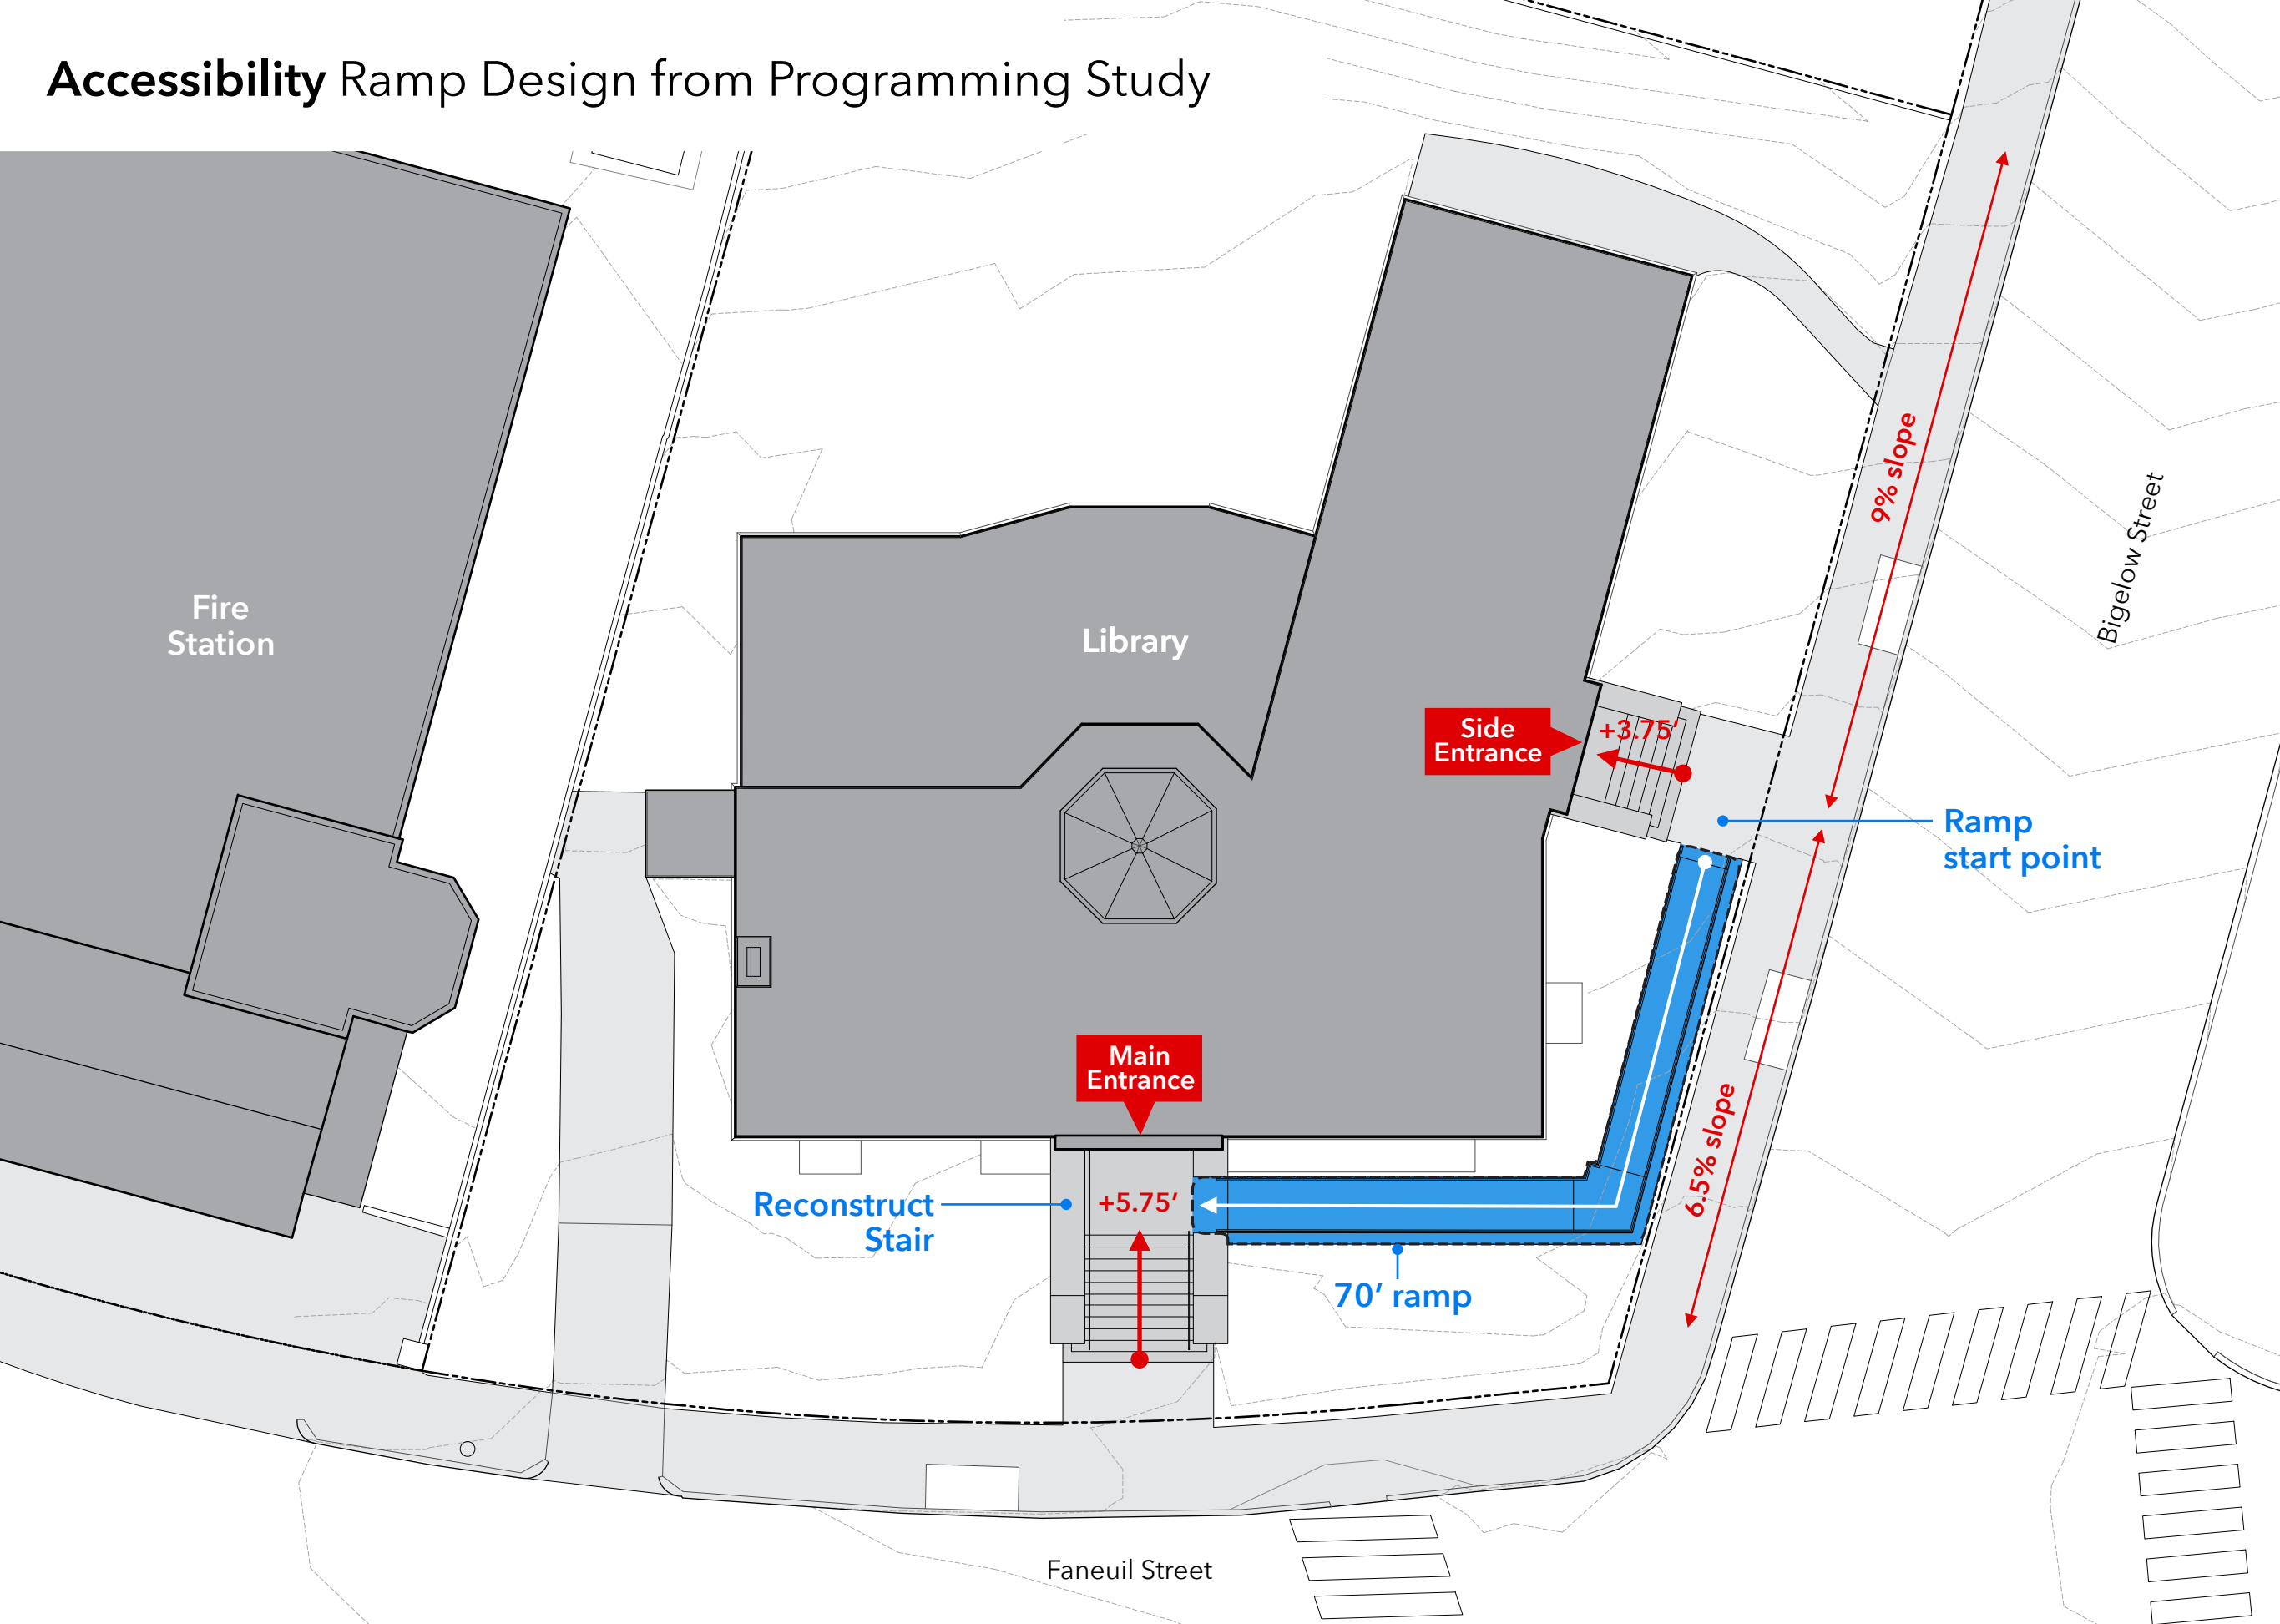 Accessibility Ramp Design from Programming Study
Fire
Station
Library
9% slope
Bigelow Street
Side
Entrance
+3.75’
Ramp
start point
Main
Entrance
6.5% slope
Reconstruct
Stair
+5.75’
70’ ramp
Faneuil Street